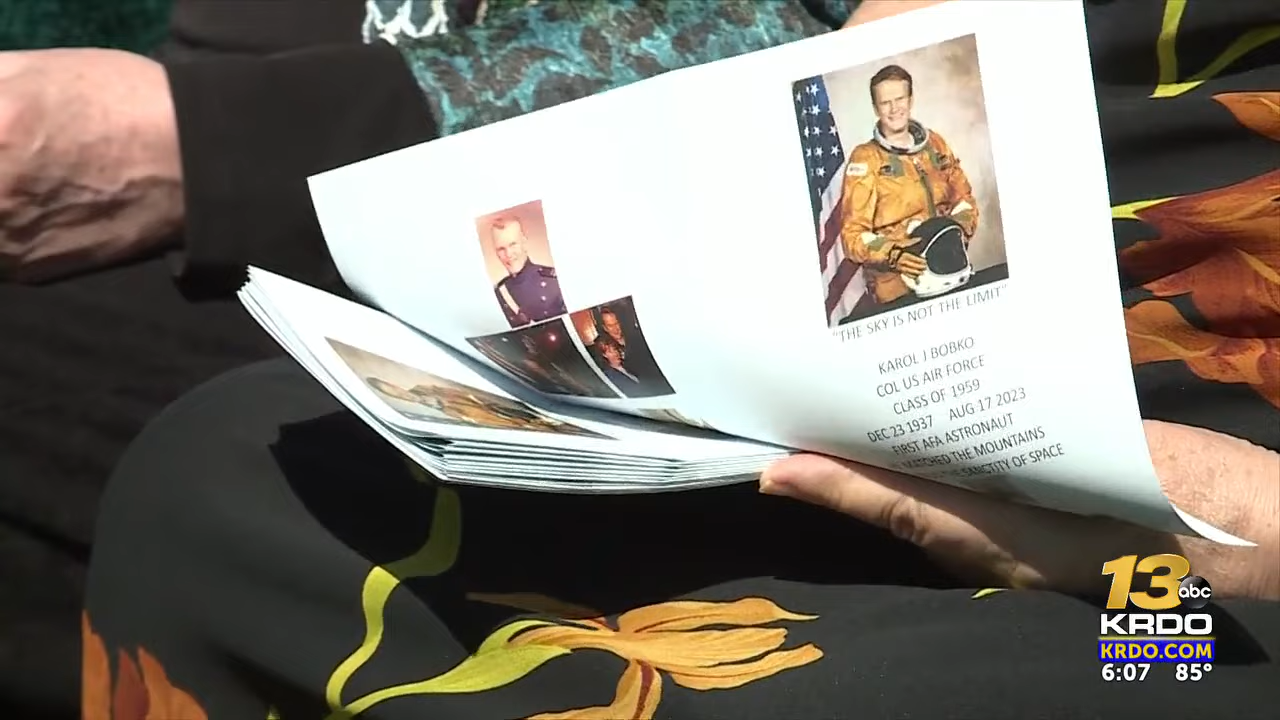 "THE SKY IS NOT THE LIMIT"
KAROL J BOBKO
COL US AIR FORCE
CLASS OF 1959
DEC 23 1937 AUG 17 2023
FIRST AFA ASTRONAUT
MATCHED THE MOUNTAINS
SANCTITY OF SPACE
13 abc
KRDO
KRDO.COM
6:07 85°